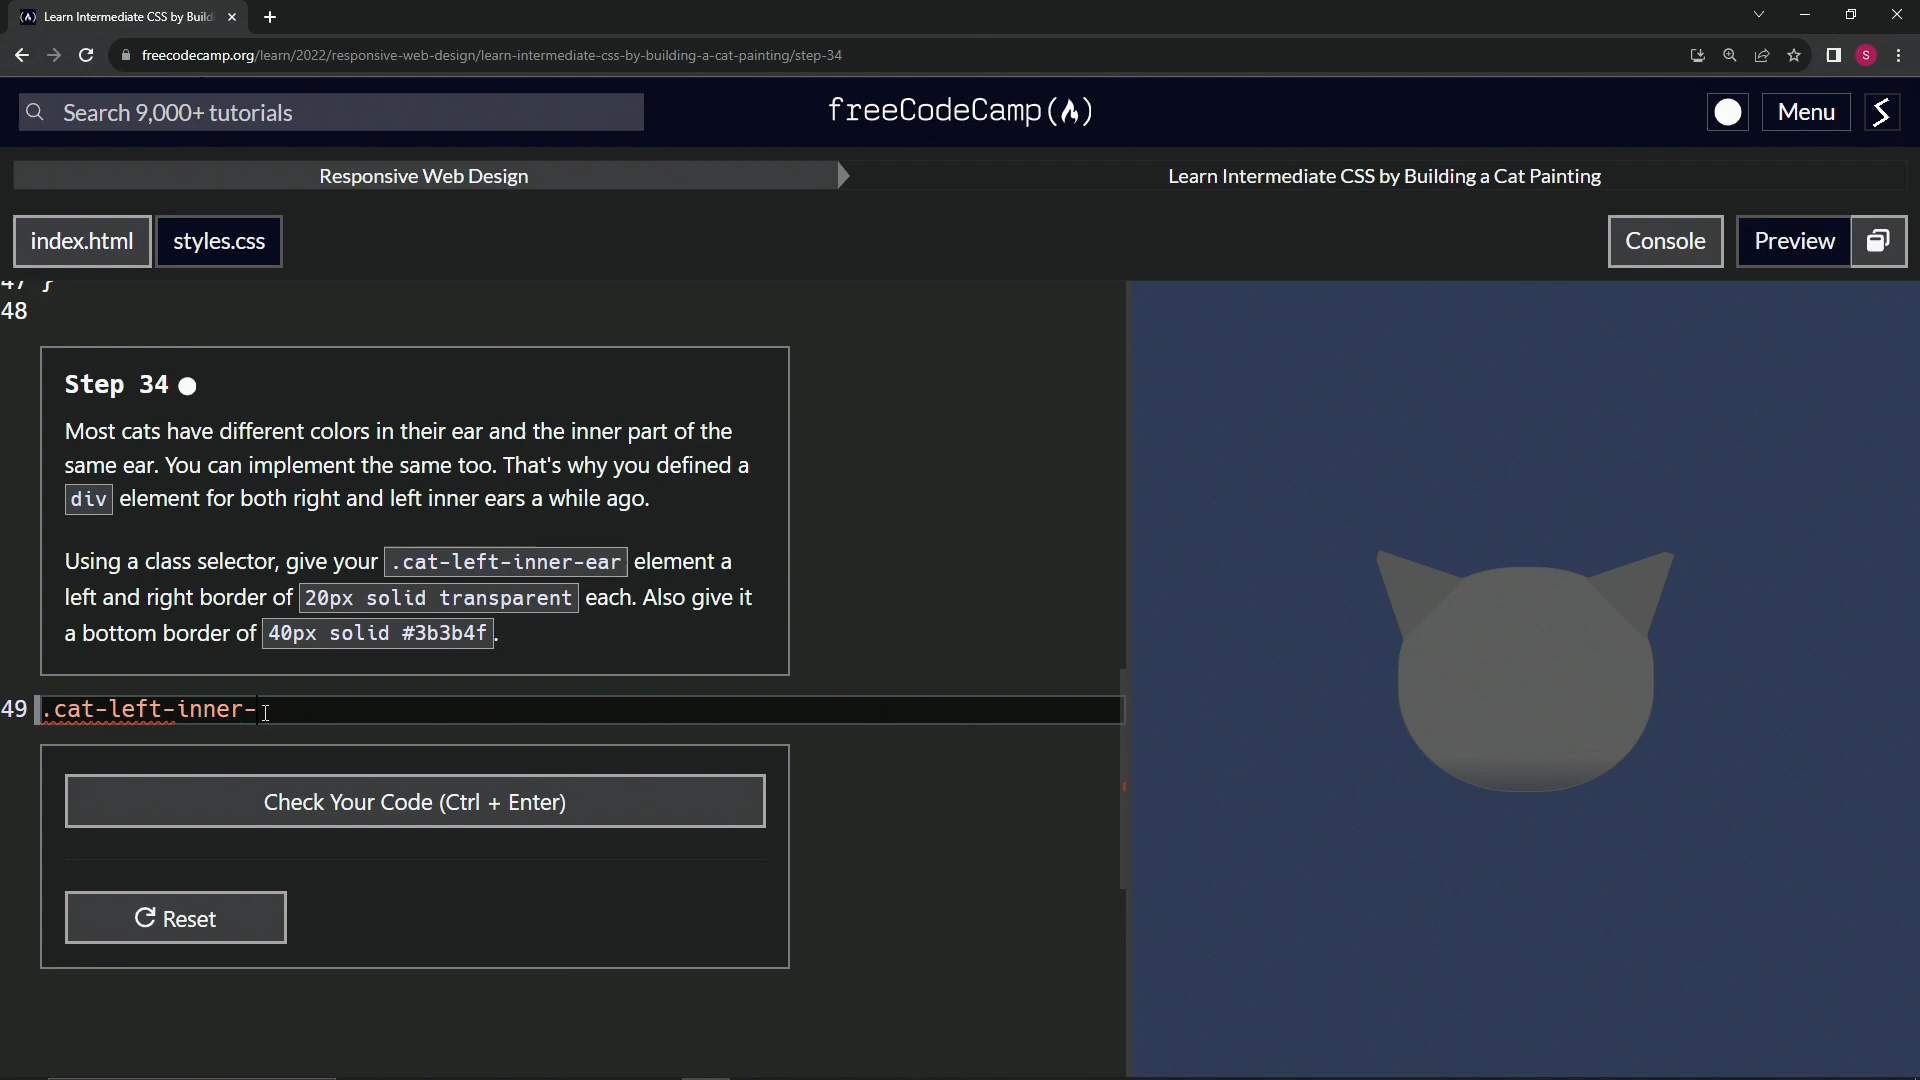 Learn Intermediate CSS by Build
freecodecamp.org/learn/2022/responsive-web-design/learn-intermediate-css-by-building-a-cat-painting/step-34
S
Search 9,000+ tutorials
freeCodeCamp
Menu
Responsive Web Design
Learn Intermediate CSS by Building a Cat Painting
index.html
styles.css
Console
Preview
47 }
48
Step 34
Most cats have different colors in their ear and the inner part of the
same ear. You can implement the same too. That's why you defined a
div element for both right and left inner ears a while ago.
Using a class selector, give your .cat-left-inner-ear element a
left and right border of 20px solid transparent each. Also give it
a bottom border of 40px solid #3b3b4f.
49 .cat-left-inner-
Check Your Code (Ctrl + Enter)
Reset